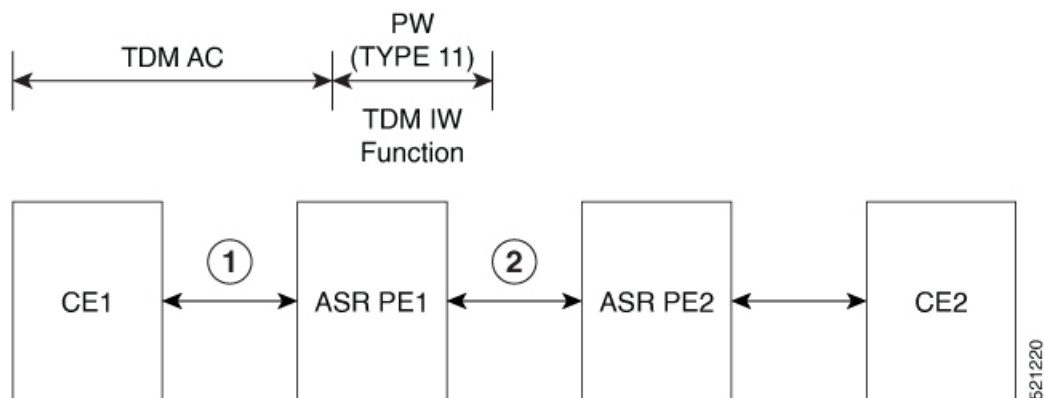 TDM AC
PW
(TYPE 11)
TDM IW
Function
1
2
CE1
ASR PE1
ASR PE2
CE2
521220